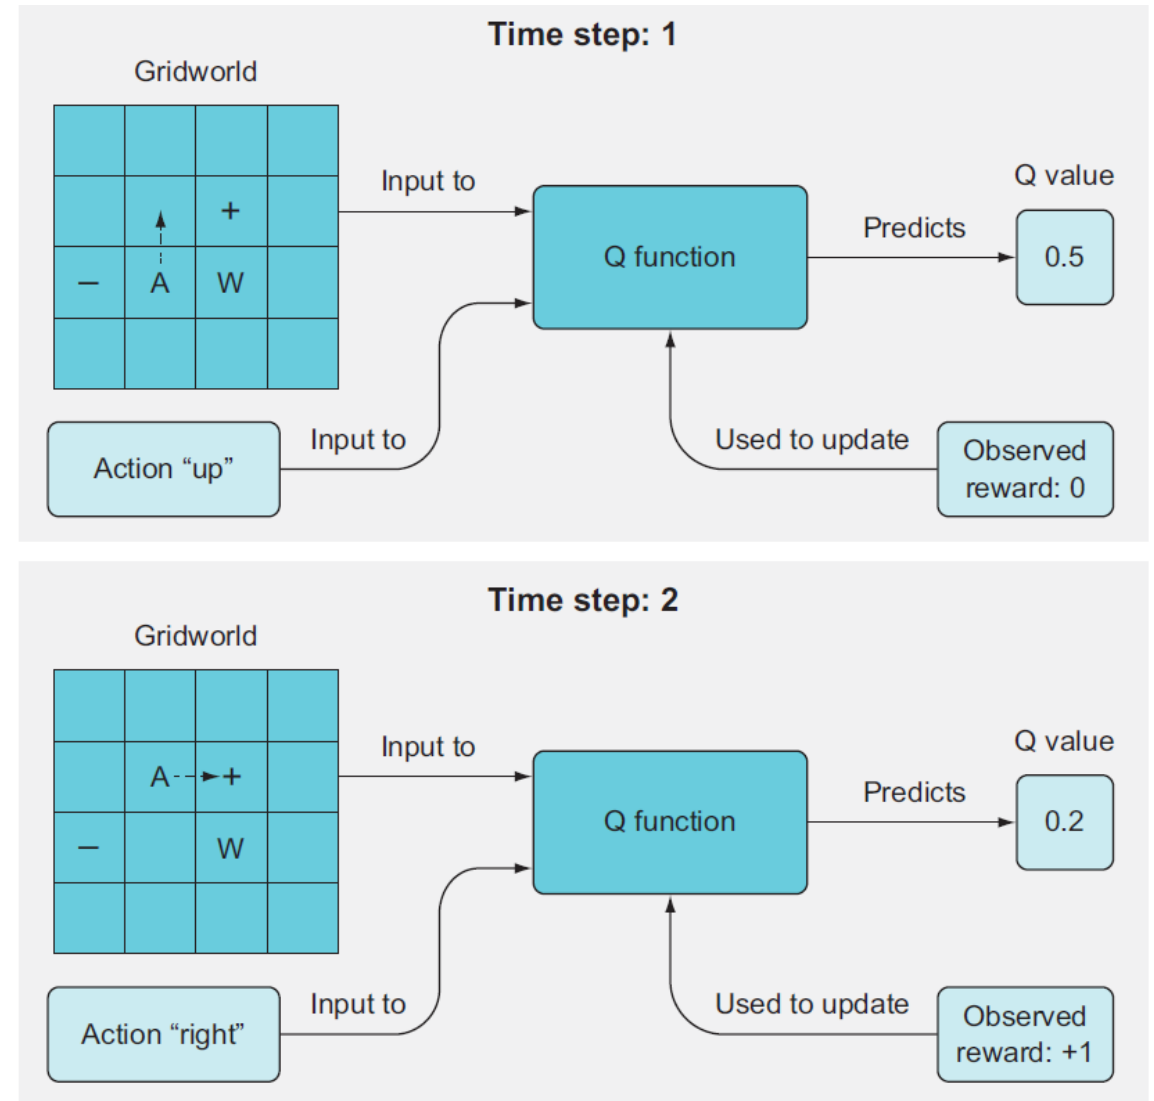 Time step: 1
Gridworld
Input to
Q value
+
Predicts
Q function
0.5
– A W
Input to
Used to update
Action “up”
Observed
reward: 0
Time step: 2
Gridworld
Input to
Q value
A +
Predicts
Q function
0.2
– W
Input to
Used to update
Action “right”
Observed
reward: +1